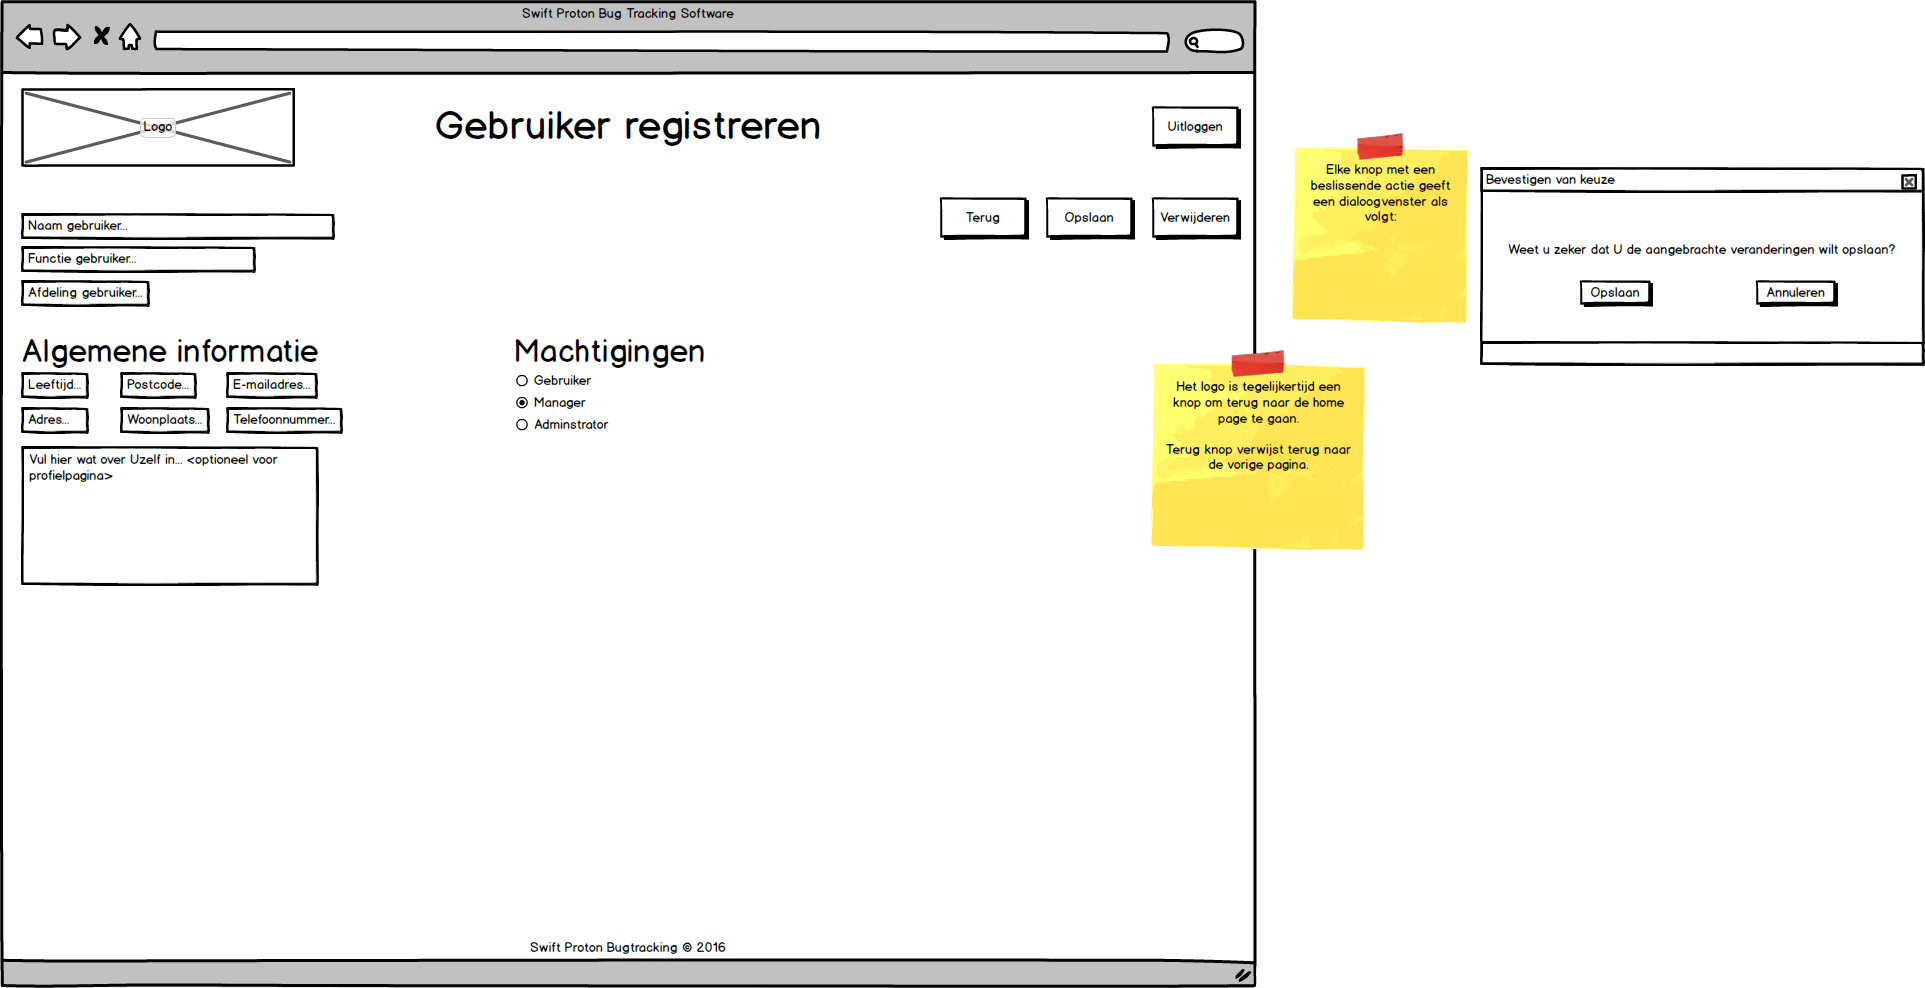 Swift Proton Bug Tracking Software
Logo
Gebruiker registreren
Uitloggen
Terug
Opslaan
Verwijderen
Naam gebruiker...
Functie gebruiker...
Afdeling gebruiker...
Algemene informatie
Leeftijd...
Postcode...
E-mailadres...
Adres...
Woonplaats...
Telefoonnummer...
Vul hier wat over Uzelf in... <optioneel voor
profielpagina>
Machtigingen
Gebruiker
Manager
Adminstrator
Swift Proton Bugtracking © 2016
Elke knop met een
beslissende actie geeft
een dialoogvenster als
volgt:
Het logo is tegelijkertijd een
knop om terug naar de home
page te gaan.
Terug knop verwijst terug naar
de vorige pagina.
Bevestigen van keuze
Weet u zeker dat U de aangebrachte veranderingen wilt opslaan?
Opslaan
Annuleren